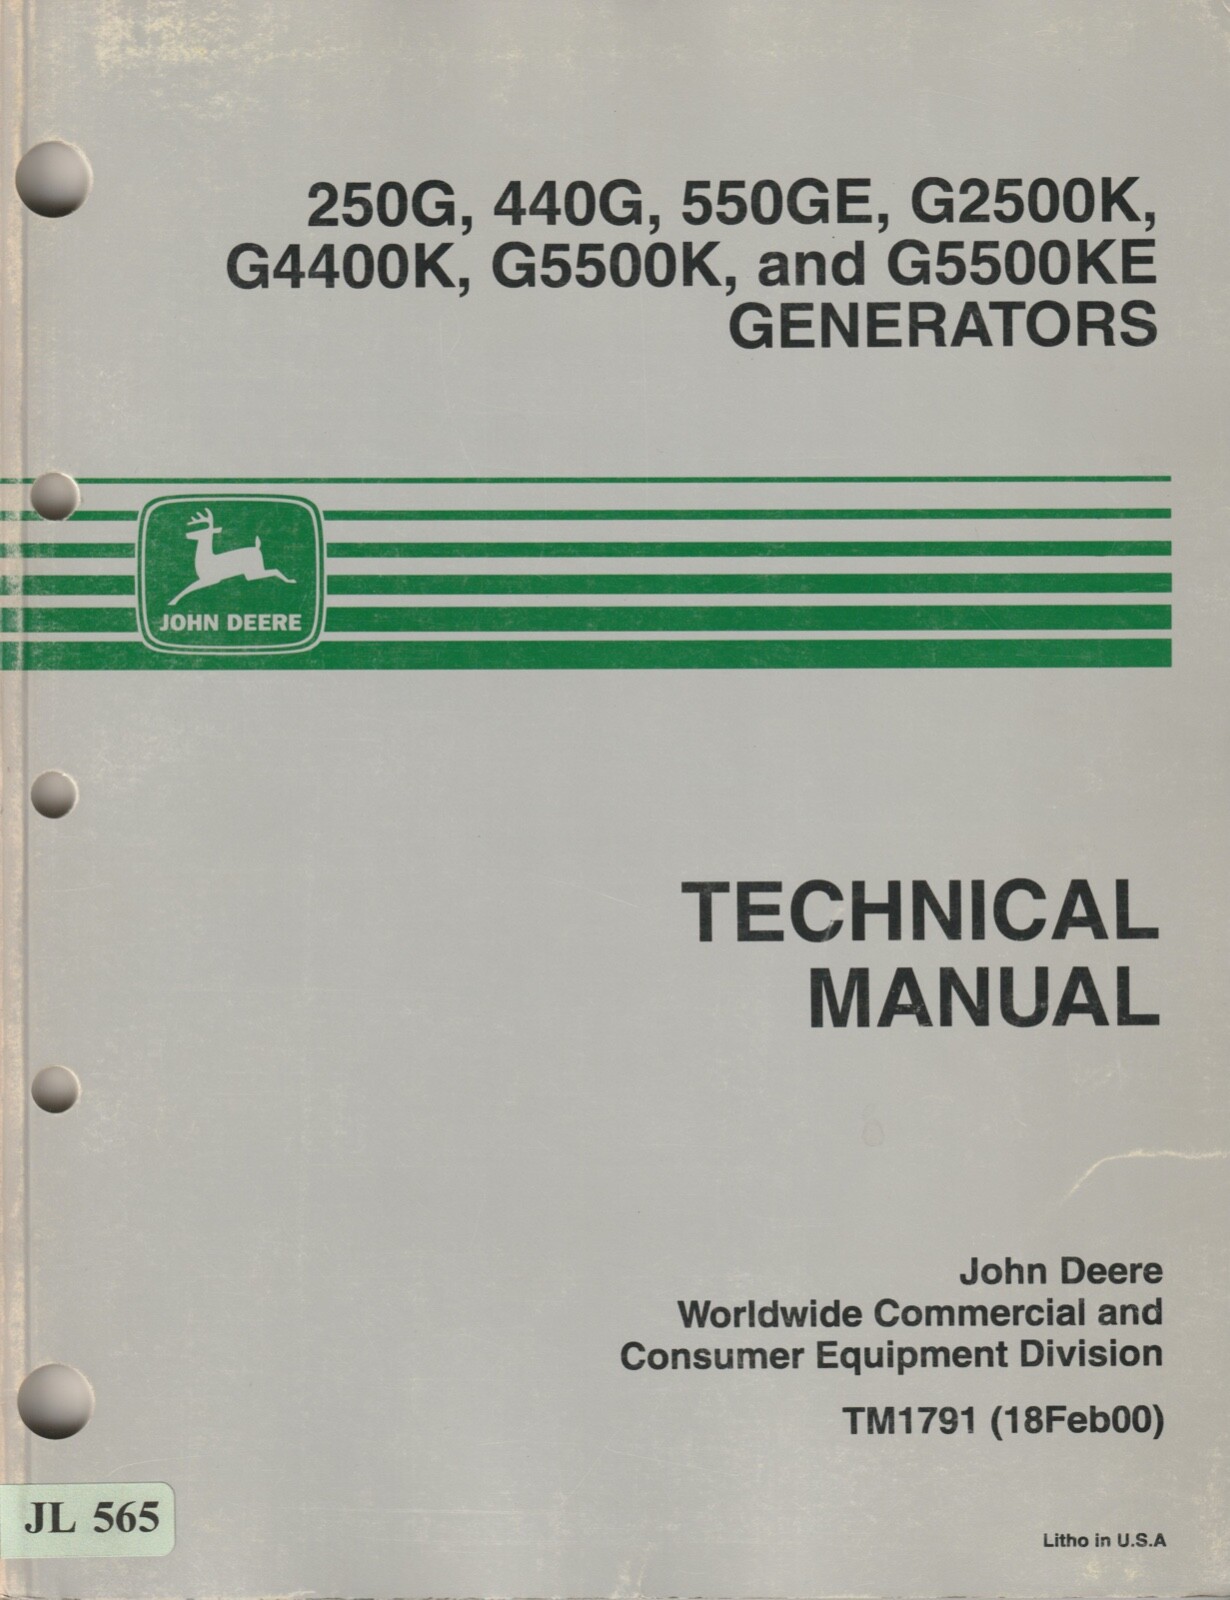 250G, 440G, 550GE, G2500K,
G4400K, G5500K, and G5500KE
GENERATORS
JOHN DEERE
TECHNICAL
MANUAL
John Deere
Worldwide Commercial and
Consumer Equipment Division
TM1791 (18Feb00)
JL 565
Litho in U.S.A